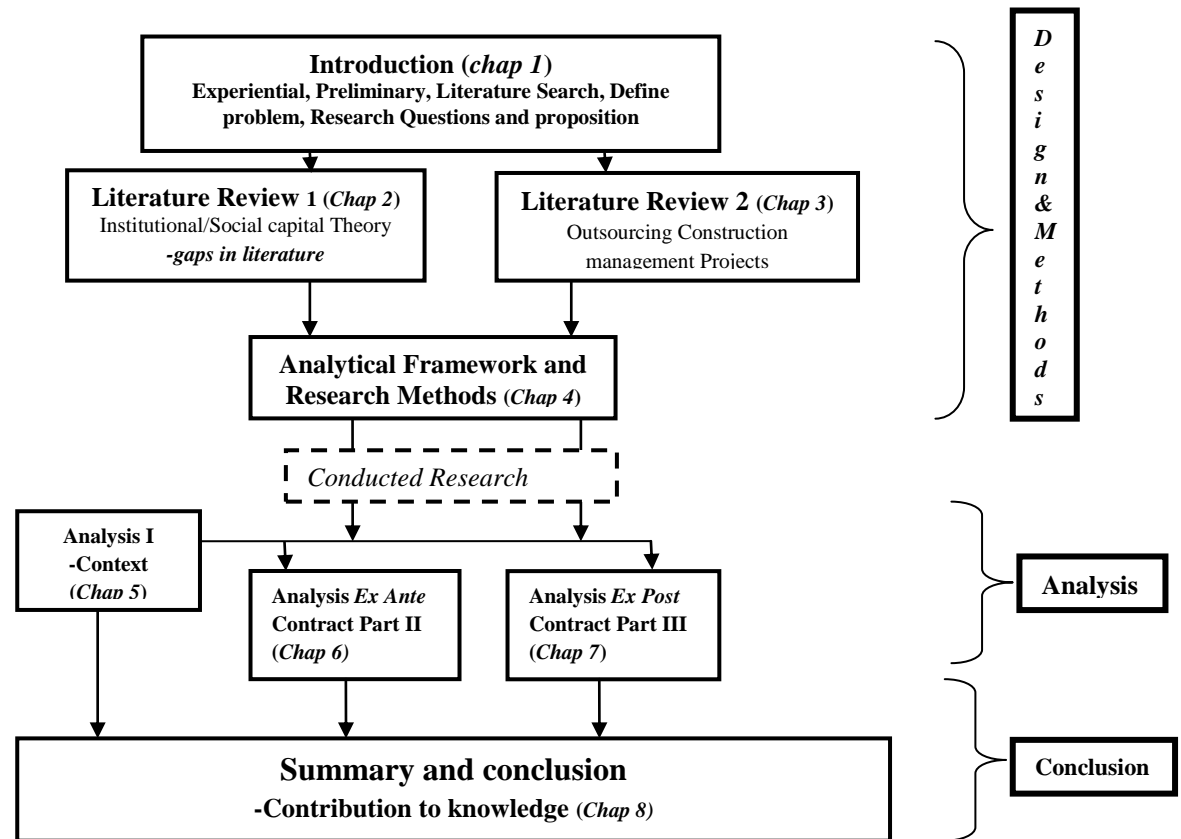 Introduction (chap 1)
Experiential, Preliminary, Literature Search, Define
problem, Research Questions and proposition
Literature Review 1 (Chap 2)
Institutional/Social capital Theory
-gaps in literature
Literature Review 2 (Chap 3)
Outsourcing Construction
management Projects
Analytical Framework and
Research Methods (Chap 4)
Conducted Research
Design&Methods
Analysis I
-Context
(Chap 5)
Analysis Ex Ante
Contract Part II
(Chap 6)
Analysis Ex Post
Contract Part III
(Chap 7)
Analysis
Summary and conclusion
-Contribution to knowledge (Chap 8)
Conclusion